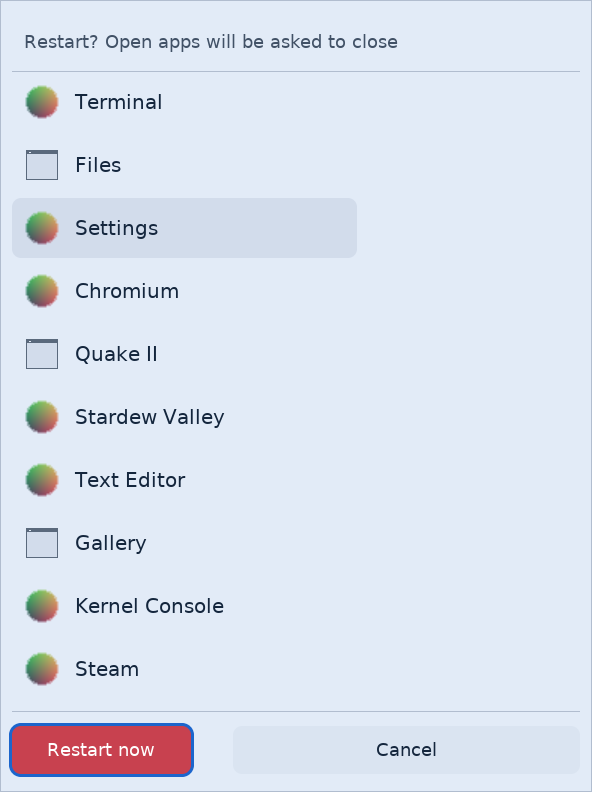 Restart? Open apps will be asked to close
Terminal
Files
Settings
Chromium
Quake II
Stardew Valley
Text Editor
Gallery
Kernel Console
Steam
Restart now
Cancel